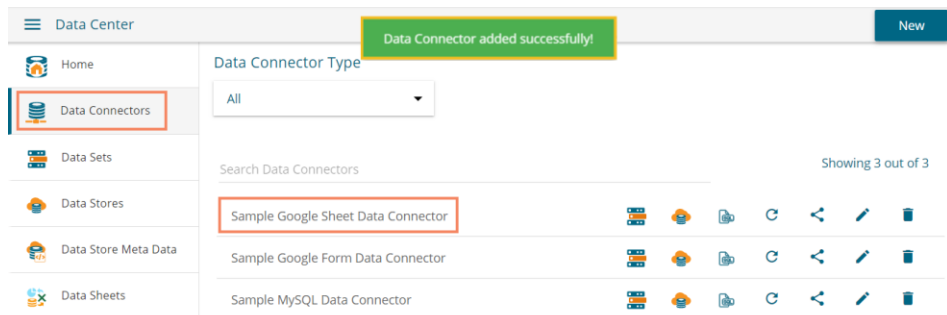 Data Center
Data Connector added successfully!
New
Home
Data Connector Type
All
Data Connectors
Data Sets
Search Data Connectors
Showing 3 out of 3
Data Stores
Sample Google Sheet Data Connector
Data Store Meta Data
Sample Google Form Data Connector
Data Sheets
Sample MySQL Data Connector